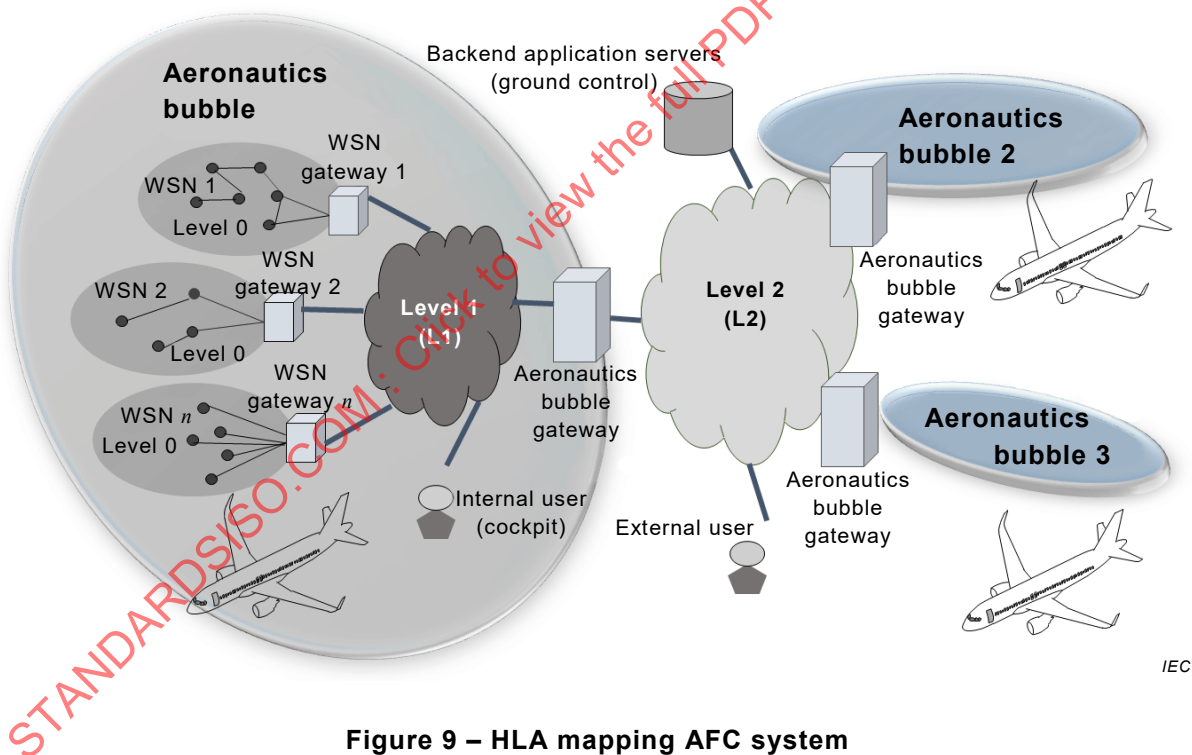 Aeronautics
bubble
WSN
gateway 1
WSN 1
Level 0
WSN
gateway 2
WSN 2
Level 0
WSN
gateway n
WSN n
Level 0
Level 1
(L1)
Internal user
(cockpit)
Aeronautics
bubble
gateway
Backend application servers
(ground control)
Level 2
(L2)
External user
Aeronautics
bubble 2
Aeronautics
bubble
gateway
Aeronautics
bubble 3
Aeronautics
bubble
gateway
STANDARDSISO.COM : Click to view the full PDF
IEC
Figure 9 – HLA mapping AFC system